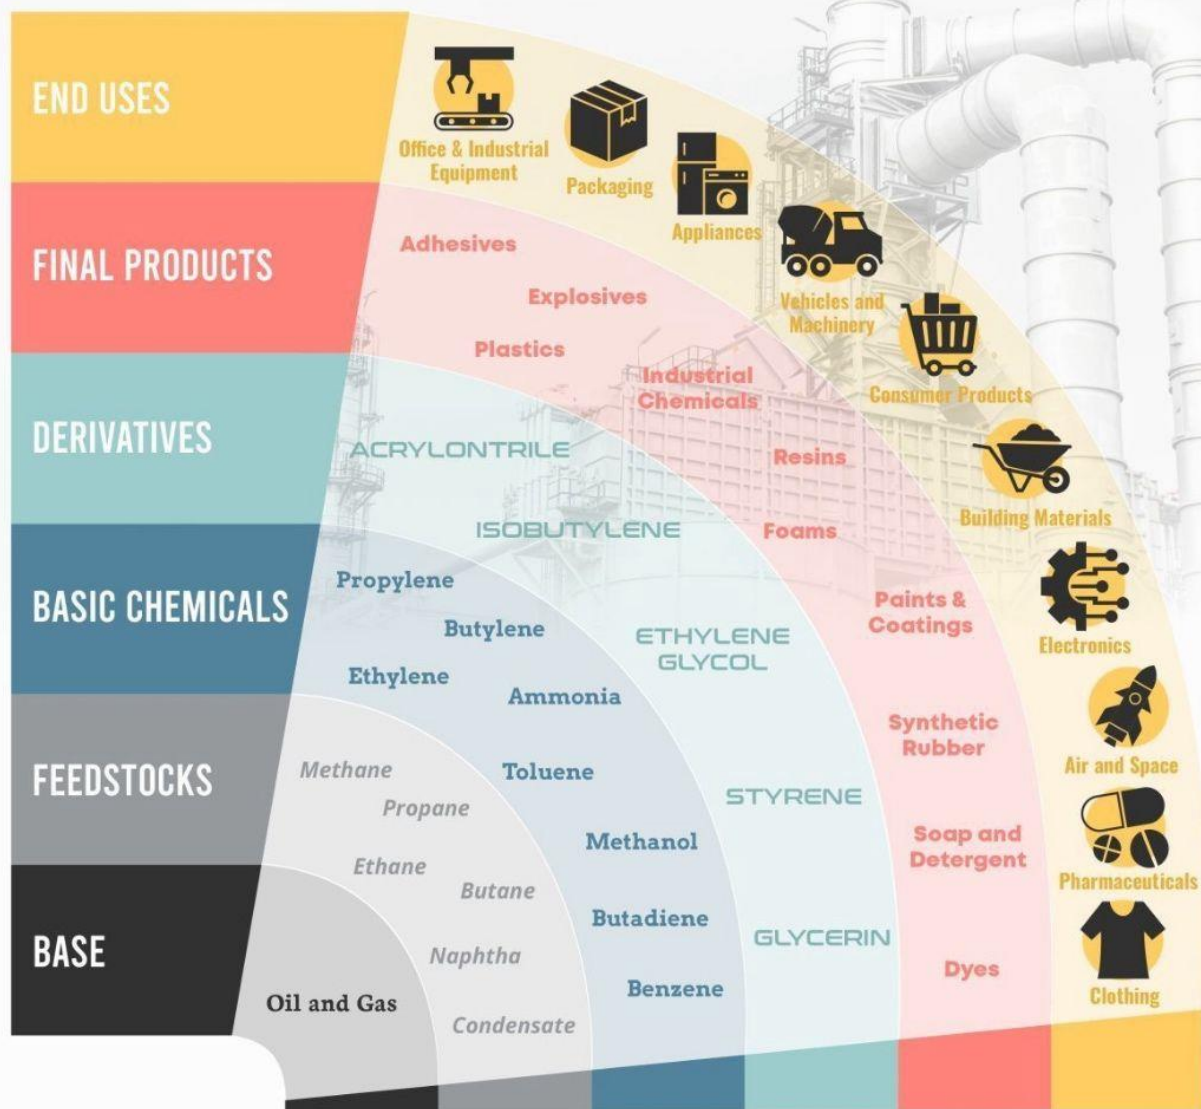 END USES
Office & Industrial
Equipment
Packaging
Appliances
Vehicles and
Machinery
Consumer Products
Building Materials
Electronics
Air and Space
Pharmaceuticals
Clothing
FINAL PRODUCTS
Adhesives
Explosives
Plastics
Industrial
Chemicals
Resins
Foams
Paints &
Coatings
Synthetic
Rubber
Soap and
Detergent
Dyes
DERIVATIVES
ACRYLONTRILE
ISOBUTYLENE
ETHYLENE
GLYCOL
STYRENE
GLYCERIN
BASIC CHEMICALS
Propylene
Butylene
Ethylene
Ammonia
Toluene
Methanol
Butadiene
Benzene
FEEDSTOCKS
Methane
Propane
Ethane
Butane
Naphtha
Condensate
BASE
Oil and Gas